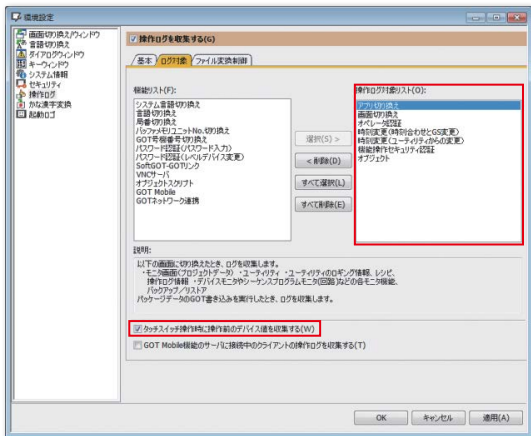 環境設定
画面切り換え/ウィンドウ
言語切り換え
ダイアログウィンドウ
キーウィンドウ
システム情報
セキュリティ
操作ログ
かな漢字変換
起動ロゴ
操作ログを収集する(G)
基本
ログ対象
ファイル変換制御
機能リスト(F):
システム言語切り換え
言語切り換え
局番切り換え
バッファメモリユニットNo.切り換え
GOT号機番号切り換え
パスワード認証(パスワード入力)
パスワード認証(レベルデバイス変更)
SoftGOT-GOTリンク
VNCサーバ
オブジェクトスクリプト
GOT Mobile
GOTネットワーク連携
選択(S) >
< 削除(D)
すべて選択(L)
すべて削除(E)
操作ログ対象リスト(O):
アプリ切り換え
画面切り換え
オペレータ認証
時刻変更(時刻合わせとGS変更)
時刻変更(ユーティリティからの変更)
機能操作セキュリティ認証
オブジェクト
説明:
以下の画面に切り換えたとき、ログを収集します。
・モニタ画面(プロジェクトデータ) ・ユーティリティ ・ユーティリティのロギング情報、レシピ、
操作ログ情報 ・デバイスモニタやシーケンスプログラムモニタ(回路)などの各モニタ機能、
バックアップ/リストア
パッケージデータのGOT書き込みを実行したとき、ログを収集します。
タッチスイッチ操作時に操作前のデバイス値を収集する(W)
GOT Mobile機能のサーバに接続中のクライアントの操作ログを収集する(T)
OK
キャンセル
適用(A)